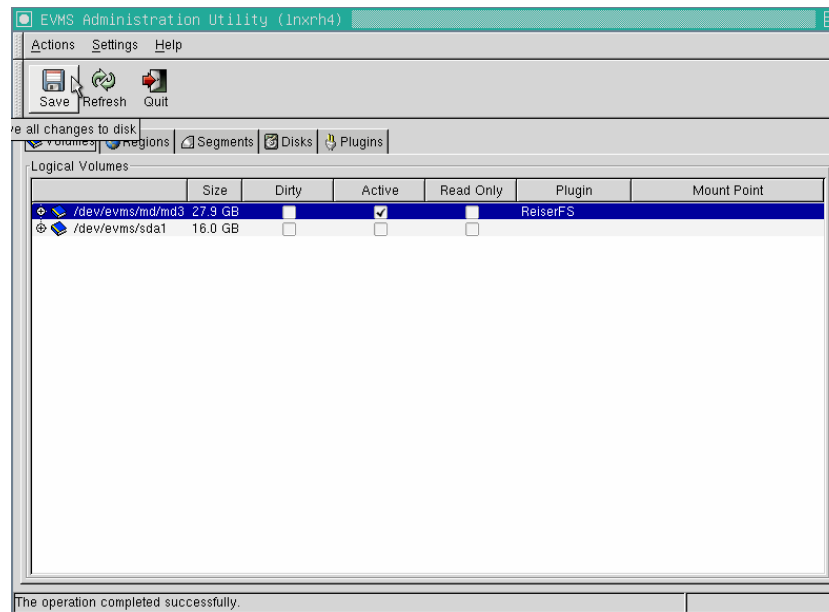 EVMS Administration Utility (lnxrh4)
Actions Settings Help
Save Refresh Quit
e all changes to disk
Volumes Regions Segments Disks Plugins
Logical Volumes
Size Dirty Active Read Only Plugin Mount Point
/dev/evms/md/md3 27.9 GB ReiserFS
/dev/evms/sda1 16.0 GB
The operation completed successfully.